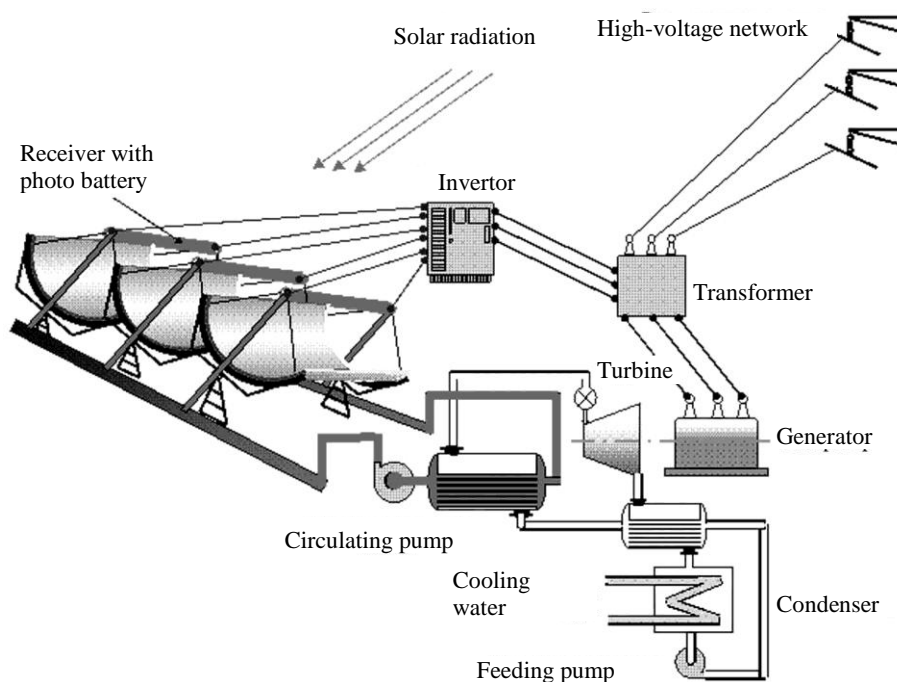 High-voltage network
Solar radiation
Receiver with
photo battery
Invertor
Transformer
Turbine
Generator
Circulating pump
Cooling
water
Condenser
Feeding pump